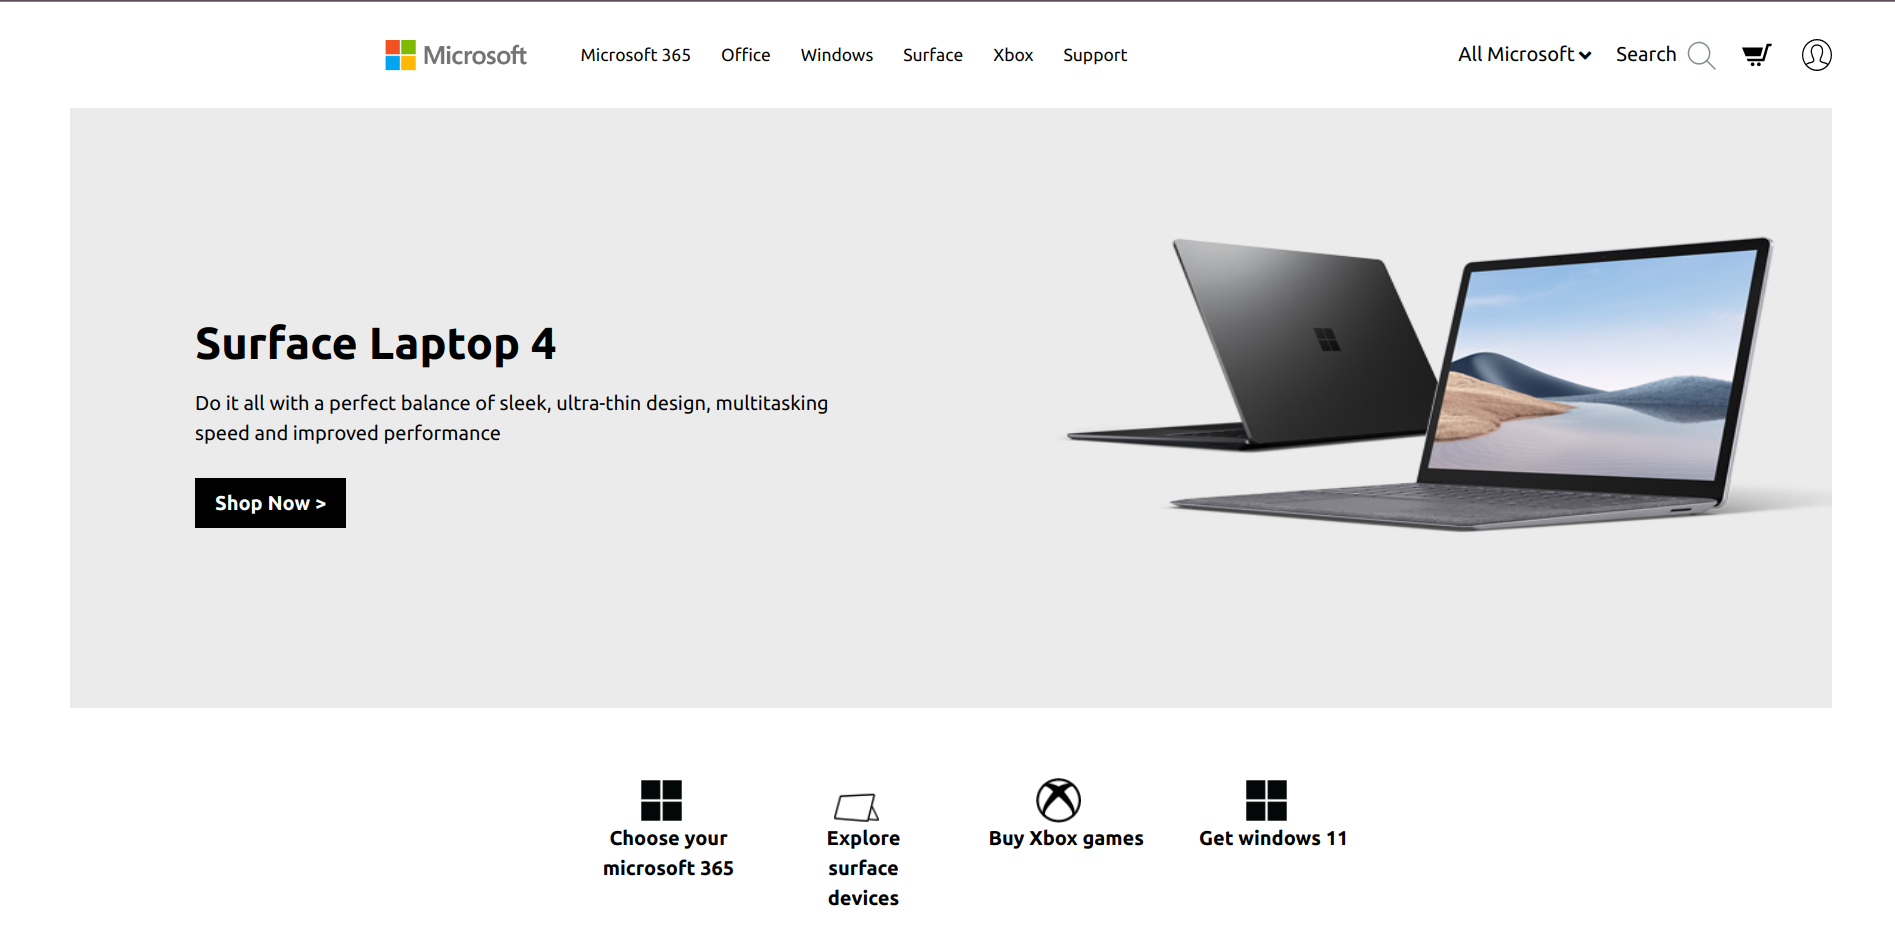 Microsoft Microsoft 365 Office Windows Surface Xbox Support All Microsoft Search
Surface Laptop 4
Do it all with a perfect balance of sleek, ultra-thin design, multitasking
speed and improved performance
Shop Now >
Choose your
microsoft 365
Explore
surface
devices
Buy Xbox games
Get windows 11